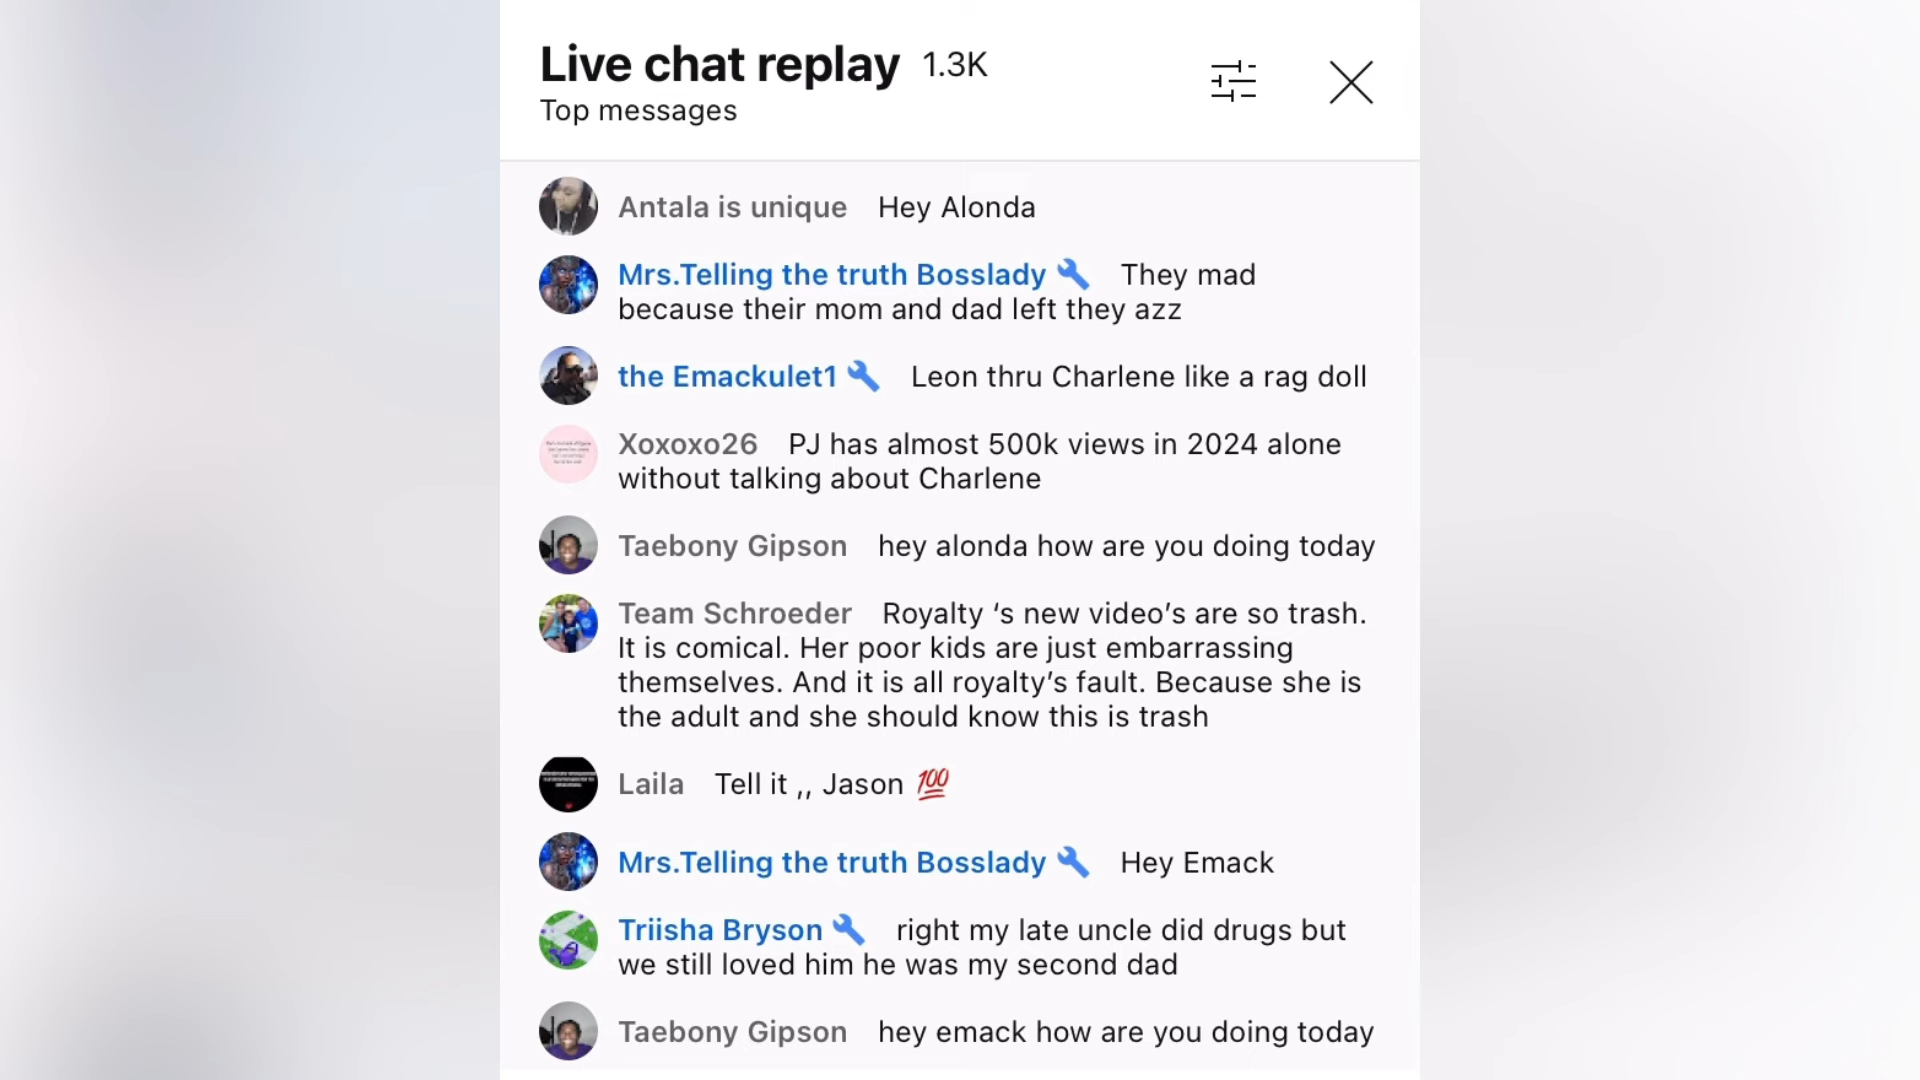 Live chat replay 1.3K
Top messages
Antala is unique Hey Alonda
Mrs.Telling the truth Bosslady They mad
because their mom and dad left they azz
the Emackulet1 Leon thru Charlene like a rag doll
Xoxoxo26 PJ has almost 500k views in 2024 alone
without talking about Charlene
Taebony Gipson hey alonda how are you doing today
Team Schroeder Royalty ‘s new video’s are so trash.
It is comical. Her poor kids are just embarrassing
themselves. And it is all royalty’s fault. Because she is
the adult and she should know this is trash
Laila Tell it ,, Jason 💯
Mrs.Telling the truth Bosslady Hey Emack
Triisha Bryson right my late uncle did drugs but
we still loved him he was my second dad
Taebony Gipson hey emack how are you doing today